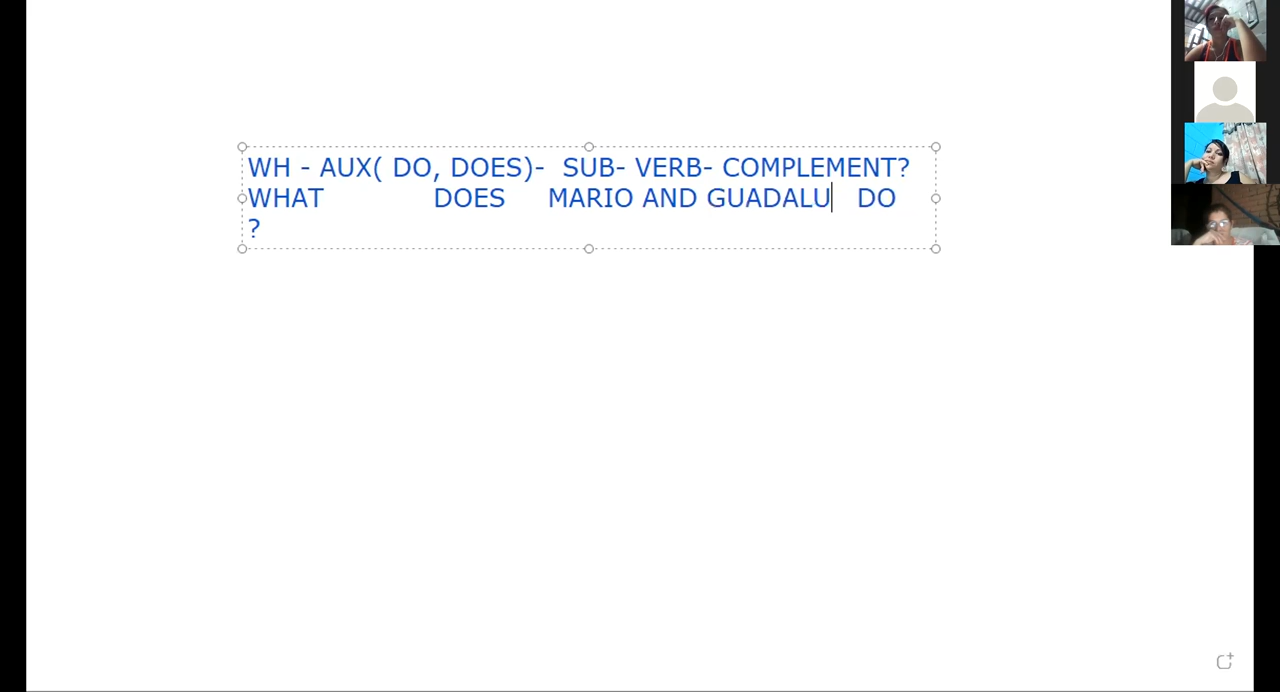 WH - AUX( DO, DOES)- SUB- VERB- COMPLEMENT?
WHAT DOES MARIO AND GUADALU DO
?